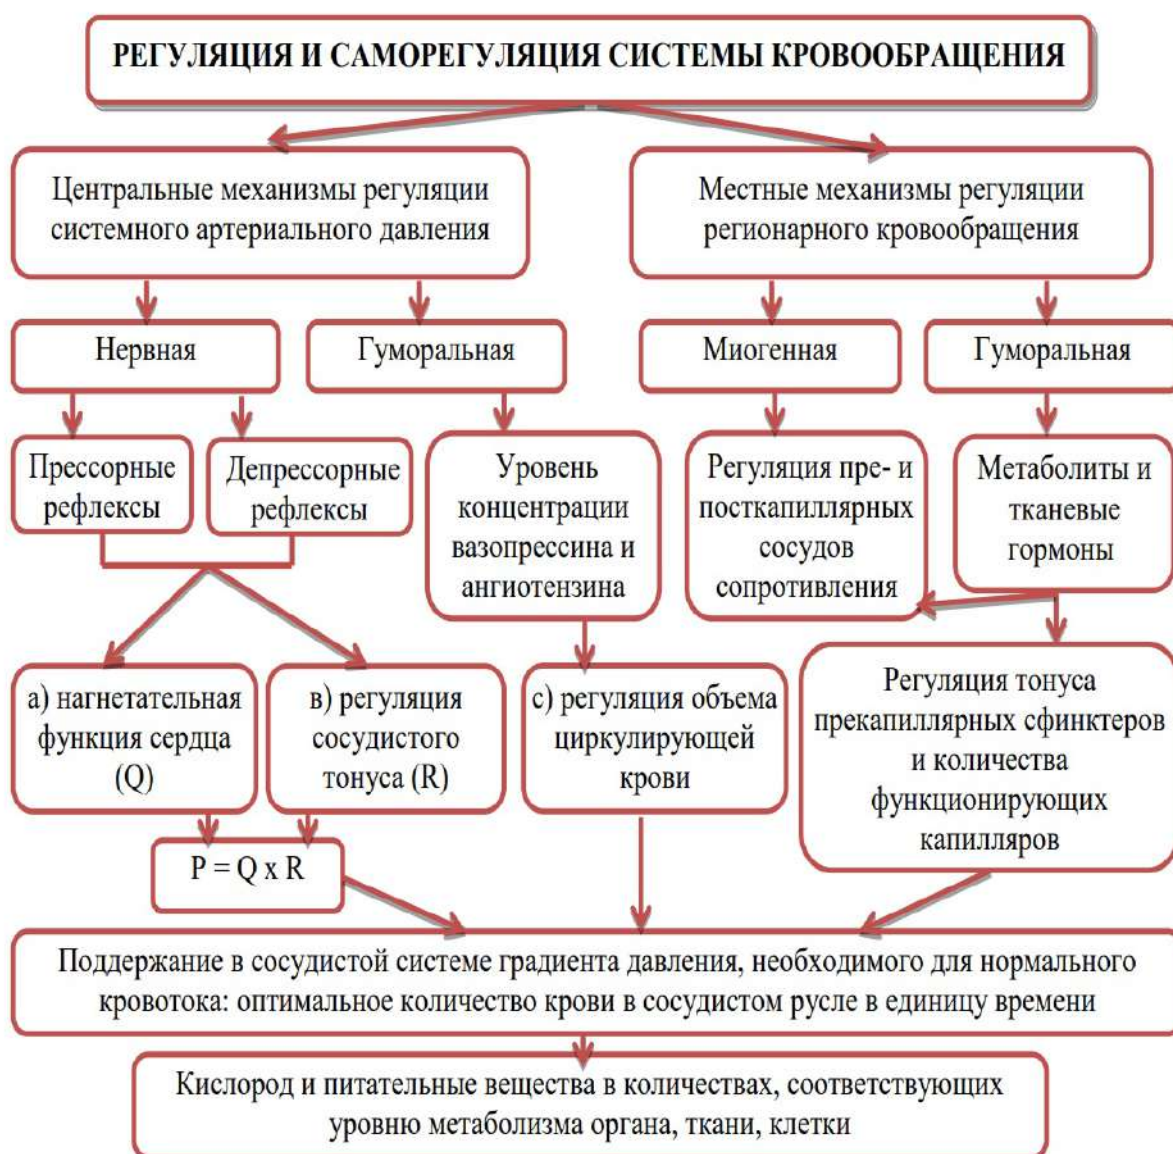 РЕГУЛЯЦИЯ И САМОРЕГУЛЯЦИЯ СИСТЕМЫ КРОВООБРАЩЕНИЯ
Центральные механизмы регуляции
системного артериального давления
Местные механизмы регуляции
регионарного кровообращения
Нервная
Гуморальная
Миогенная
Гуморальная
Прессорные
рефлексы
Депрессорные
рефлексы
Уровень
концентрации
вазопрессина и
ангиотензина
Регуляция пре- и
посткапиллярных
сосудов
сопротивления
Метаболиты и
тканевые
гормоны
а) нагнетательная
функция сердца
(Q)
в) регуляция
сосудистого
тонуса (R)
с) регуляция объема
циркулирующей
крови
Регуляция тонуса
прекапиллярных сфинктеров
и количества
функционирующих
капилляров
P = Q x R
Поддержание в сосудистой системе градиента давления, необходимого для нормального
кровотока: оптимальное количество крови в сосудистом русле в единицу времени
Кислород и питательные вещества в количествах, соответствующих
уровню метаболизма органа, ткани, клетки